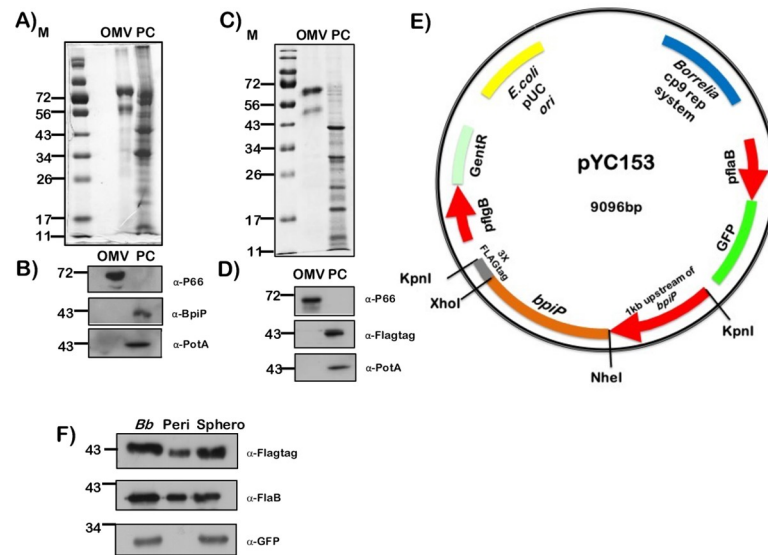 A)
M
OMV PC
72
56
43
34
26
17
11
B)
OMV PC
72
α-P66
43
α-BpiP
43
α-PotA
C)
M
OMV PC
72
56
43
34
26
17
11
D)
OMV PC
72
α-P66
43
α-Flagtag
43
α-PotA
E)
E.coli
pUC
ori
Borrelia
cp9 rep
system
GentR
pflgB
pYC153
9096bp
pflaB
GFP
3X
FLAGtag
KpnI
XhoI
bpiP
1kb upstream of
bpiP
KpnI
NheI
F)
Bb Peri Sphero
43
α-Flagtag
43
α-FlaB
34
α-GFP